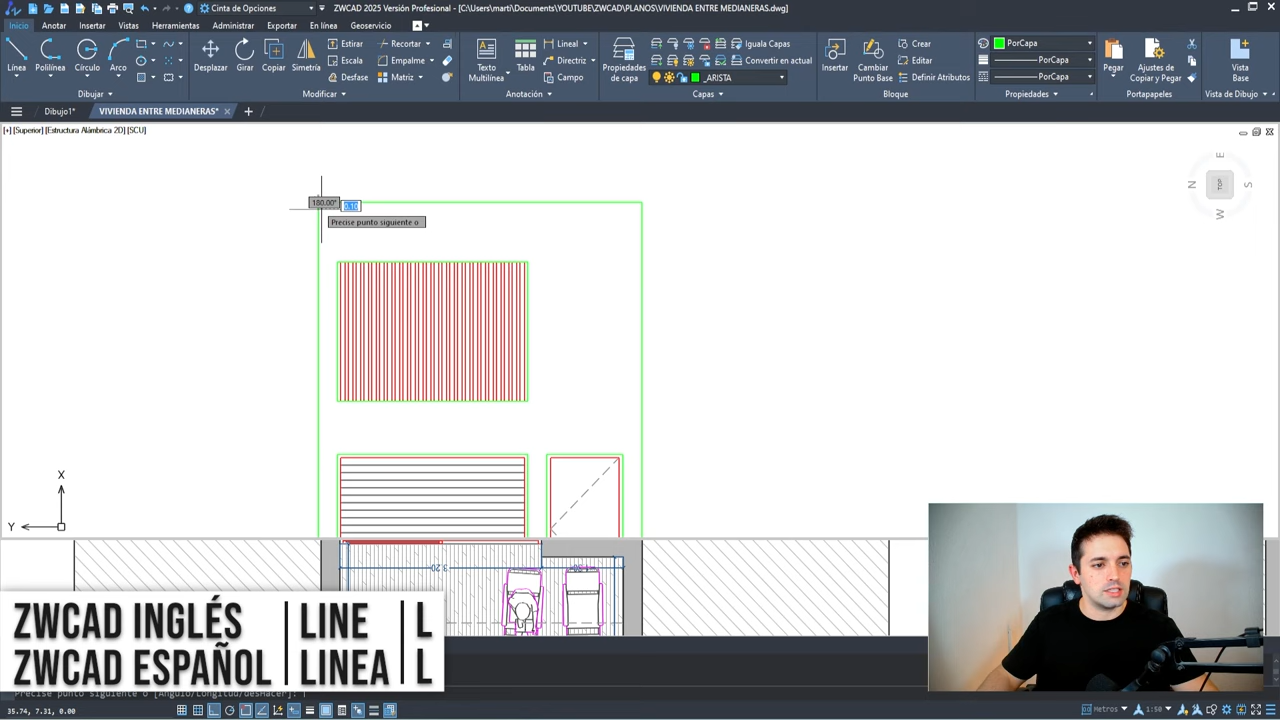 Cinta de Opciones
ZWCAD 2025 Versión Profesional - [C:\Users\marti\Documents\YOUTUBE\ZWCAD\PLANOS\VIVIENDA ENTRE MEDIANERAS.dwg]
Inicio Anotar Insertar Vistas Herramientas Administrar Exportar En línea Geoservicio
Línea Polilínea Círculo Arco
Dibujar
Desplazar Girar Copiar Simetría
Estirar Recortar
Escala Empalme
Desfase Matriz
Modificar
Texto Multilínea Tabla
Lineal
Directriz
Campo
Anotación
Propiedades de capa
Iguala Capas
Convertir en actual
_ARISTA
Capas
Insertar Cambiar Punto Base
Crear
Editar
Definir Atributos
Bloque
PorCapa
PorCapa
PorCapa
Propiedades
Pegar Ajustes de Copiar y Pegar
Portapapeles
Vista Base
Vista de Dibujo
Dibujo1* VIVIENDA ENTRE MEDIANERAS*
[+] [Superior] [Estructura Alámbrica 2D] [SCU]
E
N TOP S
W
180.00° 0.10
Precise punto siguiente o
X
Y
3.20
ZWCAD INGLÉS LINE L
ZWCAD ESPAÑOL LINEA L
Precise punto siguiente o [Angulo/Longitud/desHacer]:
35.74, 7.31, 0.00
Metros 1:50